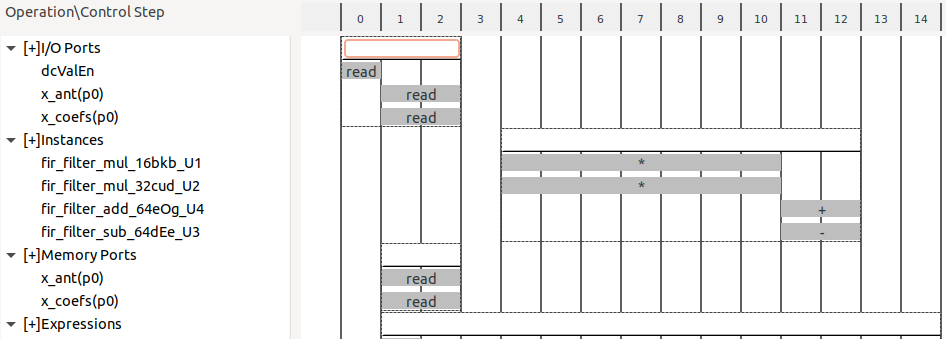 Operation\Control Step 0 1 2 3 4 5 6 7 8 9 10 11 12 13 14
[+]I/O Ports
dcValEn read
x_ant(p0) read
x_coefs(p0) read
[+]Instances
fir_filter_mul_16bkb_U1 *
fir_filter_mul_32cud_U2 *
fir_filter_add_64eOg_U4 +
fir_filter_sub_64dEe_U3 -
[+]Memory Ports
x_ant(p0) read
x_coefs(p0) read
[+]Expressions